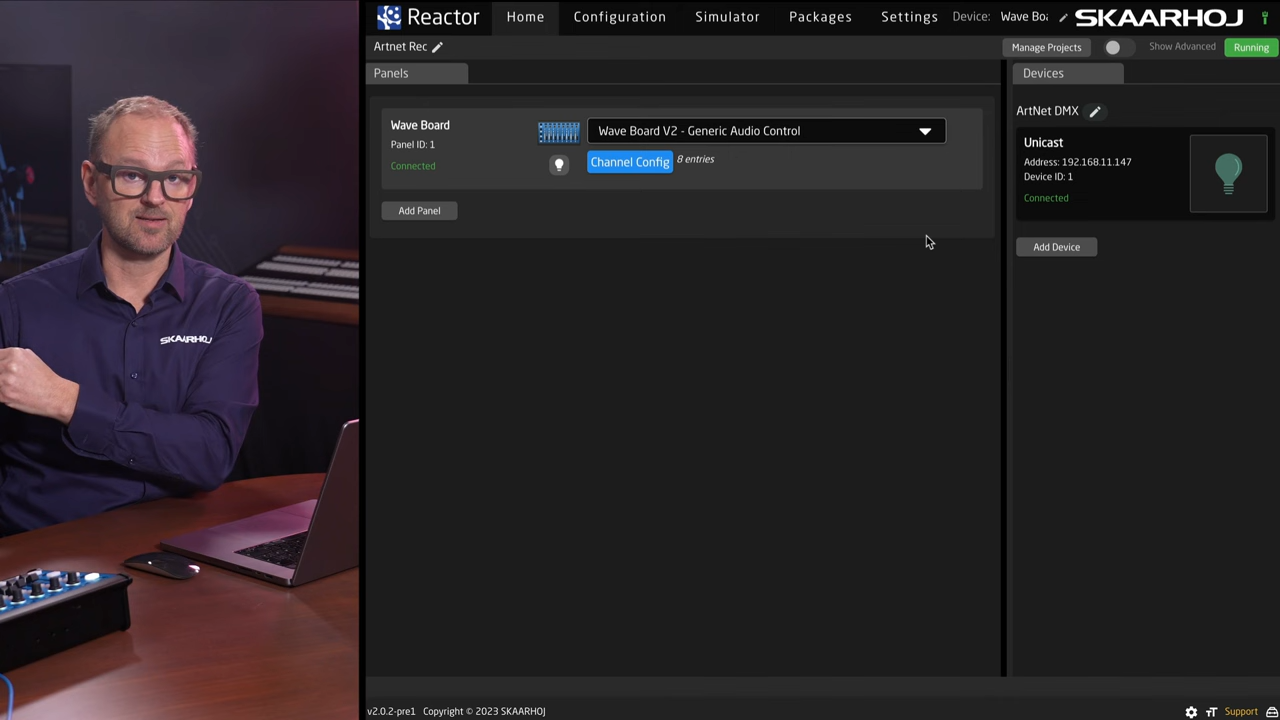 Reactor
Home
Configuration
Simulator
Packages
Settings
Device:
Wave Boa
SKAARHOJ
Artnet Rec
Manage Projects
Show Advanced
Running
Panels
Devices
Wave Board
Panel ID: 1
Connected
Wave Board V2 - Generic Audio Control
Channel Config
8 entries
Add Panel
ArtNet DMX
Unicast
Address: 192.168.11.147
Device ID: 1
Connected
Add Device
SKAARHOJ
v2.0.2-pre1
Copyright © 2023 SKAARHOJ
Support